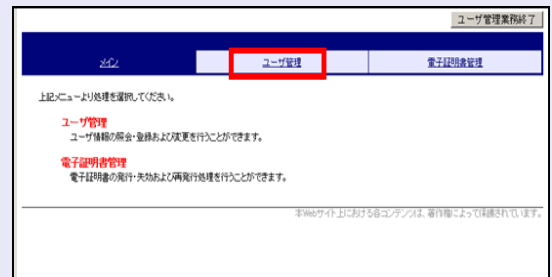 ユーザ管理業務終了
メイン ユーザ管理 電子証明書管理
上記メニューより処理を選択してください。
ユーザ管理
ユーザ情報の照会・登録および変更を行うことができます。
電子証明書管理
電子証明書の発行・失効および再発行処理を行うことができます。
本Webサイト上における各コンテンツは、著作権によって保護されています。